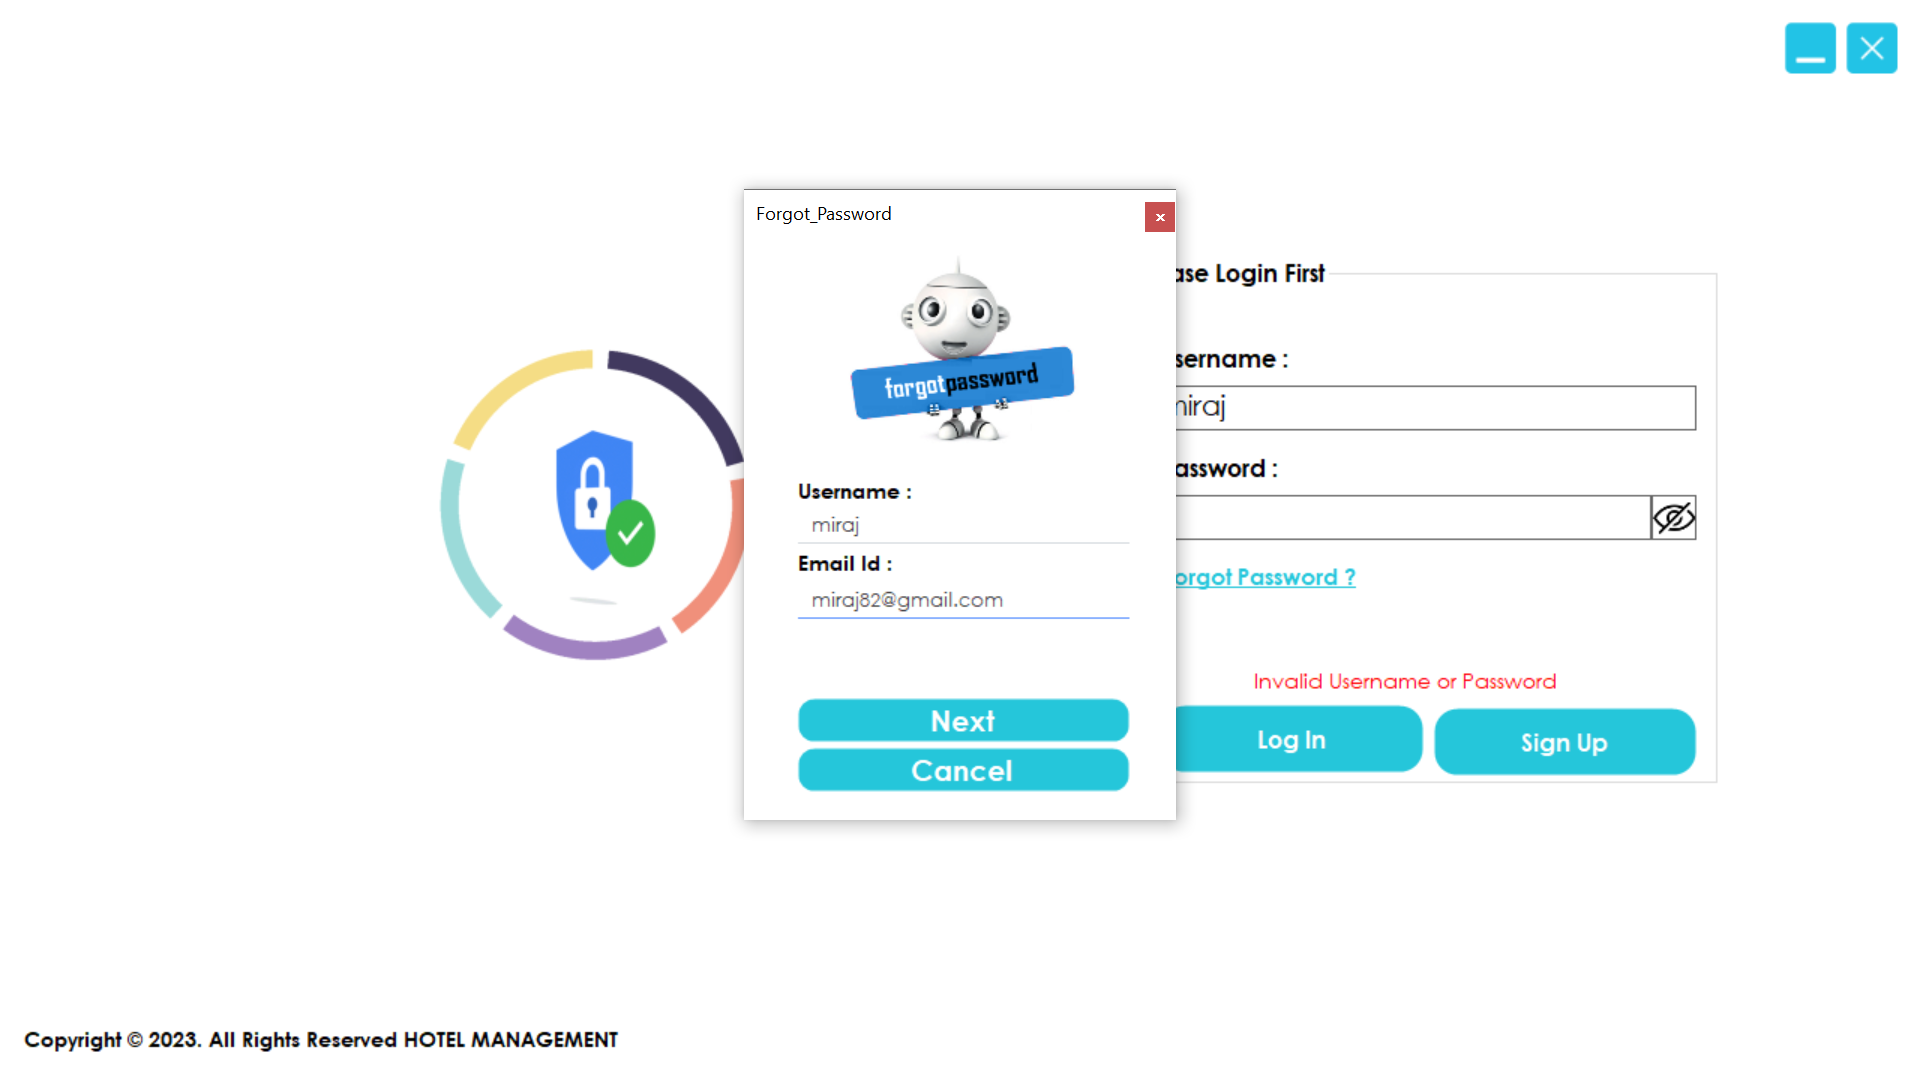 Forgot_Password
forgotpassword
Username :
miraj
Email Id :
miraj82@gmail.com
Next
Cancel
ase Login First
sername :
miraj
assword :
orgot Password ?
Invalid Username or Password
Log In
Sign Up
Copyright © 2023. All Rights Reserved HOTEL MANAGEMENT